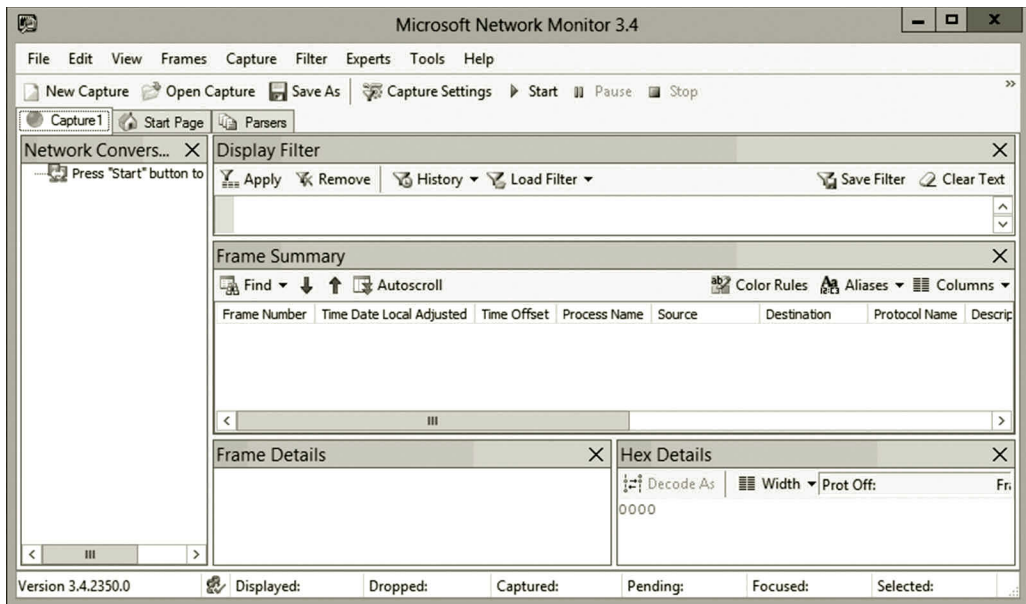 Microsoft Network Monitor 3.4
File Edit View Frames Capture Filter Experts Tools Help
New Capture Open Capture Save As Capture Settings Start Pause Stop
Capture1 Start Page Parsers
Network Convers...
Press "Start" button to
Display Filter
Apply Remove History Load Filter Save Filter Clear Text
Frame Summary
Find Autoscroll Color Rules Aliases Columns
Frame Number Time Date Local Adjusted Time Offset Process Name Source Destination Protocol Name Descrip
Frame Details
Hex Details
Decode As Width Prot Off: Fra
0000
Version 3.4.2350.0 Displayed: Dropped: Captured: Pending: Focused: Selected: